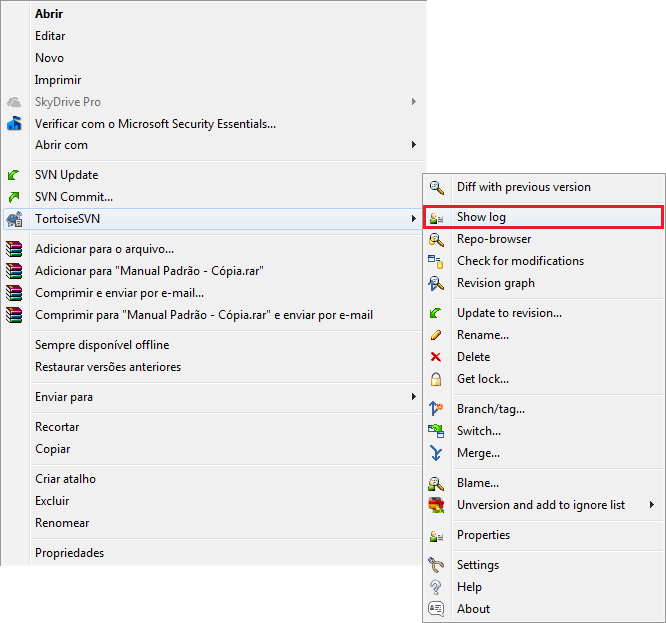 Abrir
Editar
Novo
Imprimir
SkyDrive Pro
Verificar com o Microsoft Security Essentials...
Abrir com
SVN Update
SVN Commit...
TortoiseSVN
Adicionar para o arquivo...
Adicionar para "Manual Padrão - Cópia.rar"
Comprimir e enviar por e-mail...
Comprimir para "Manual Padrão - Cópia.rar" e enviar por e-mail
Sempre disponível offline
Restaurar versões anteriores
Enviar para
Recortar
Copiar
Criar atalho
Excluir
Renomear
Propriedades
Diff with previous version
Show log
Repo-browser
Check for modifications
Revision graph
Update to revision...
Rename...
Delete
Get lock...
Branch/tag...
Switch...
Merge...
Blame...
Unversion and add to ignore list
Properties
Settings
Help
About